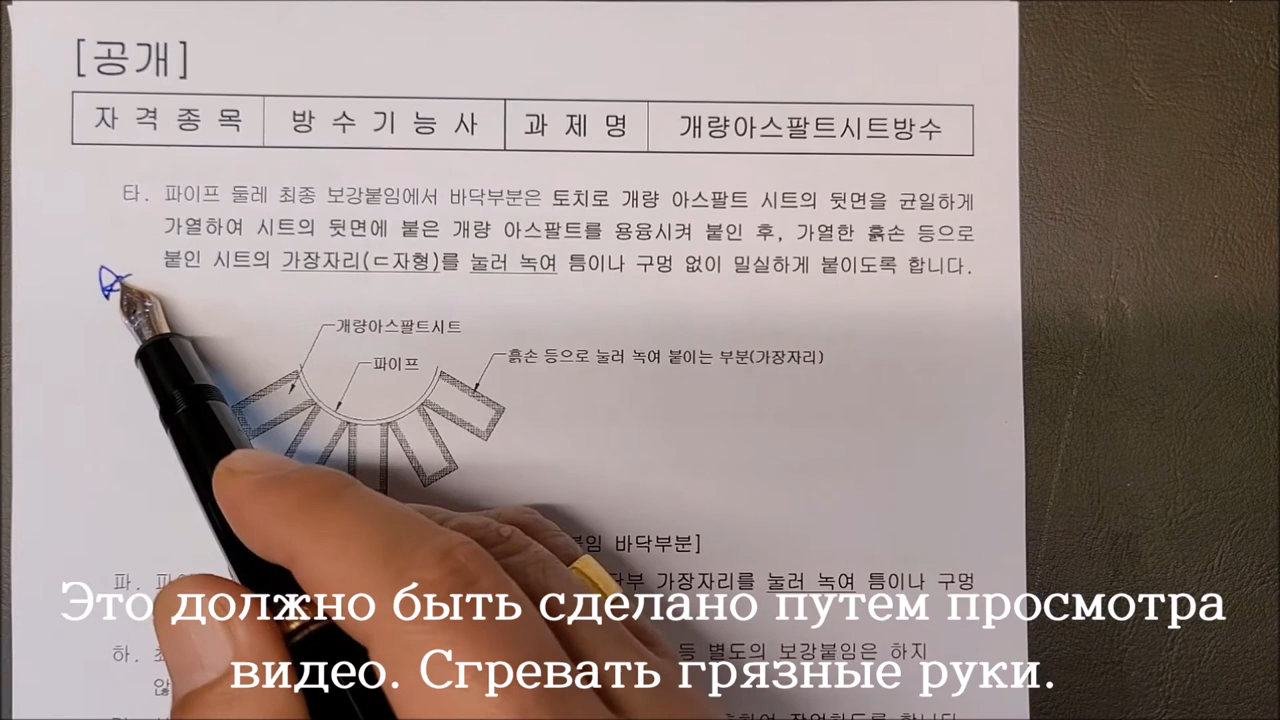 [공개]
자격종목 방수기능사 과제명 개량아스팔트시트방수
타. 파이프 둘레 최종 보강붙임에서 바닥부분은 토치로 개량 아스팔트 시트의 뒷면을 균일하게
가열하여 시트의 뒷면에 붙은 개량 아스팔트를 용융시켜 붙인 후, 가열한 흙손 등으로
붙인 시트의 가장자리(ㄷ자형)를 눌러 녹여 틈이나 구멍 없이 밀실하게 붙이도록 합니다.
개량아스팔트시트
파이프
흙손 등으로 눌러 녹여 붙이는 부분(가장자리)
바닥부분]
파. 가장자리를 눌러 녹여 틈이나 구멍
Это должно быть сделано путем просмотра
하. 등 별도의 보강붙임은 하지
видео. Сгревать грязные руки.
않